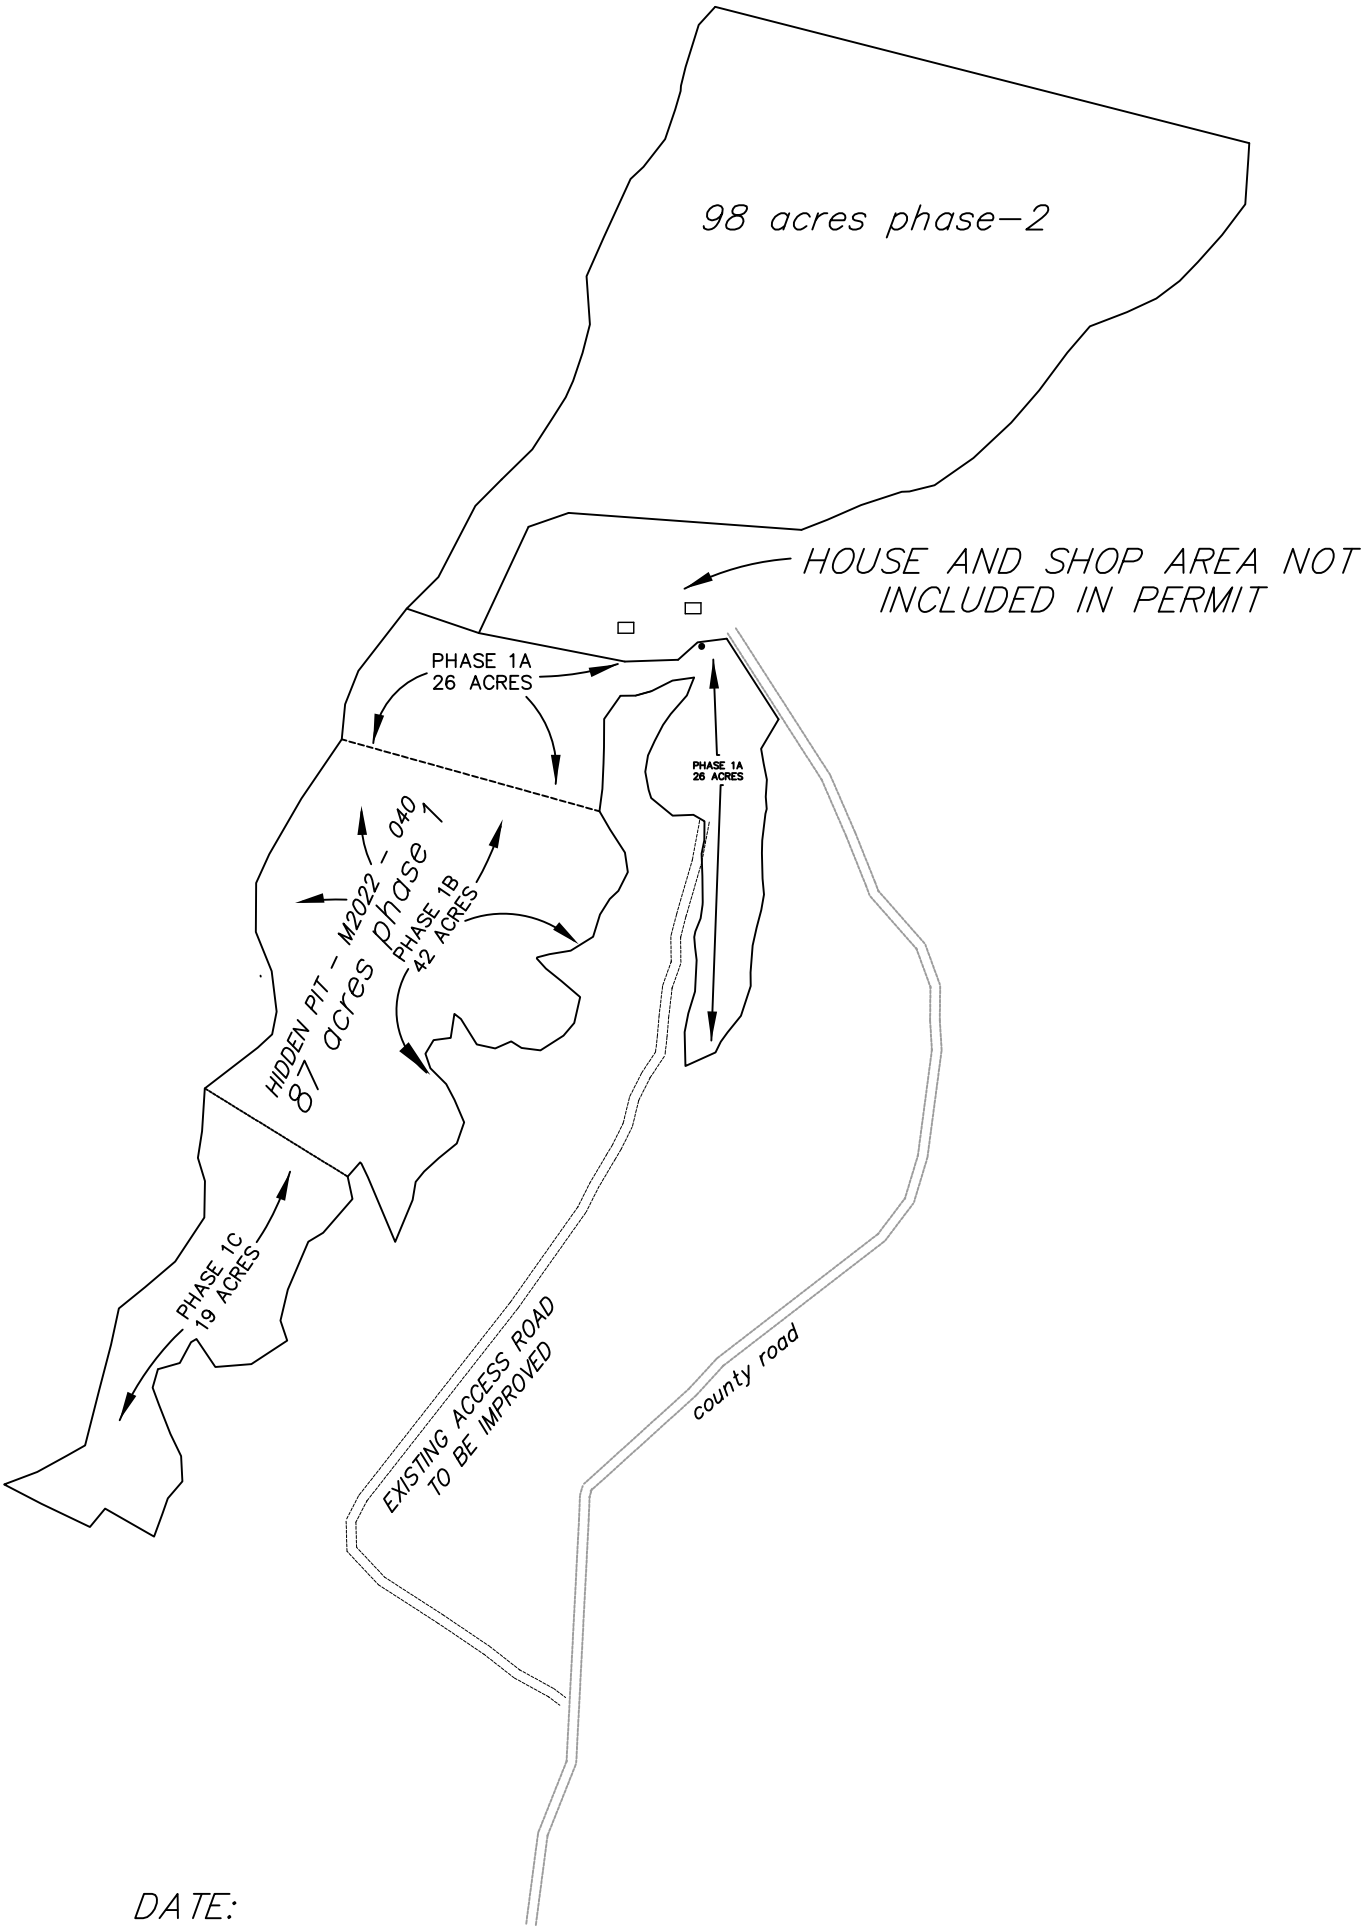 98 acres phase-2
HOUSE AND SHOP AREA NOT
INCLUDED IN PERMIT
PHASE 1A
26 ACRES
PHASE 1A
26 ACRES
HIDDEN PIT - M2022 - 040
87 acres phase 1
PHASE 1B
42 ACRES
PHASE 1C
19 ACRES
EXISTING ACCESS ROAD
TO BE IMPROVED
county road
DATE: